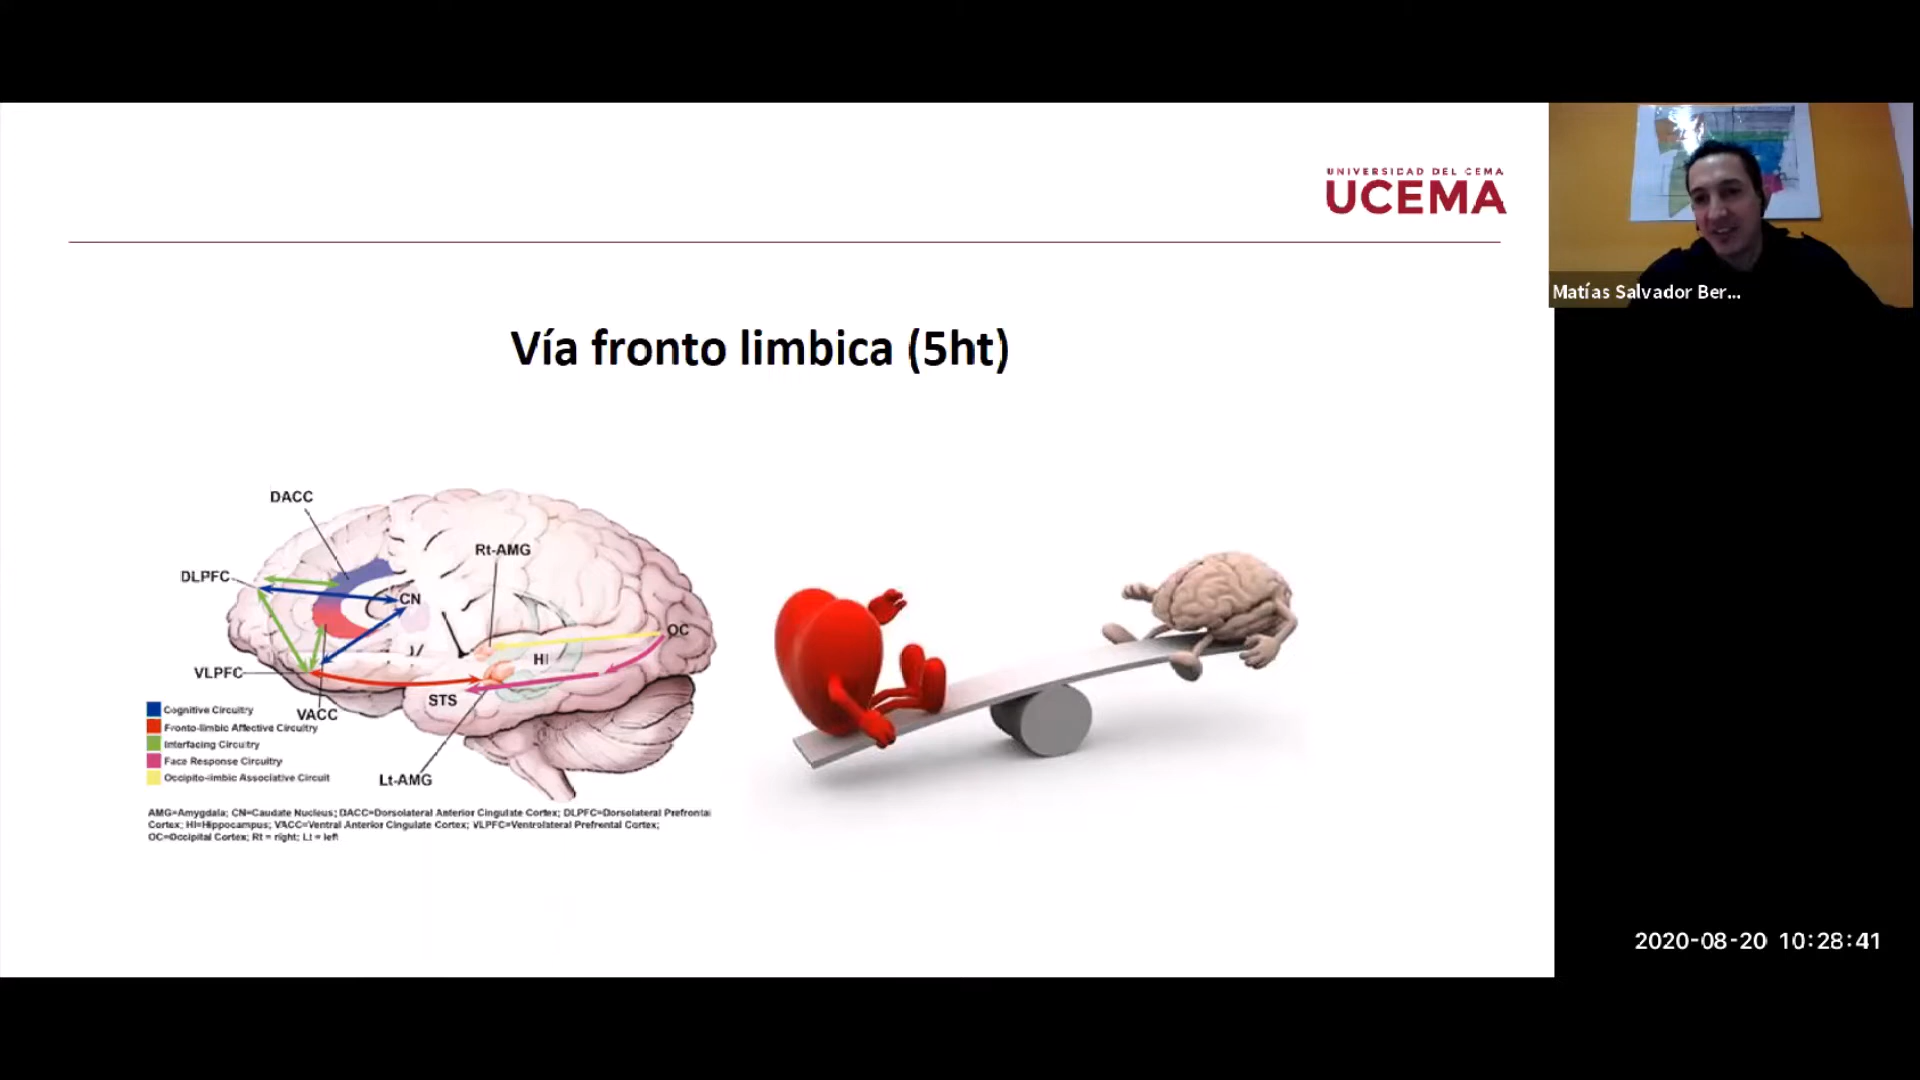 UNIVERSIDAD DEL CEMA
UCEMA
Matías Salvador Ber...
Vía fronto limbica (5ht)
DACC
Rt-AMG
DLPFC
CN
OC
HI
VLPFC
STS
VACC
Lt-AMG
Cognitive Circuitry
Fronto-limbic Affective Circuitry
Interfacing Circuitry
Face Response Circuitry
Occipito-limbic Associative Circuit
AMG=Amygdala; CN=Caudate Nucleus; DACC=Dorsolateral Anterior Cingulate Cortex; DLPFC=Dorsolateral Prefrontal
Cortex; HI=Hippocampus; VACC=Ventral Anterior Cingulate Cortex; VLPFC=Ventrolateral Prefrontal Cortex;
OC=Occipital Cortex; Rt = right; Lt = left
2020-08-20 10:28:41